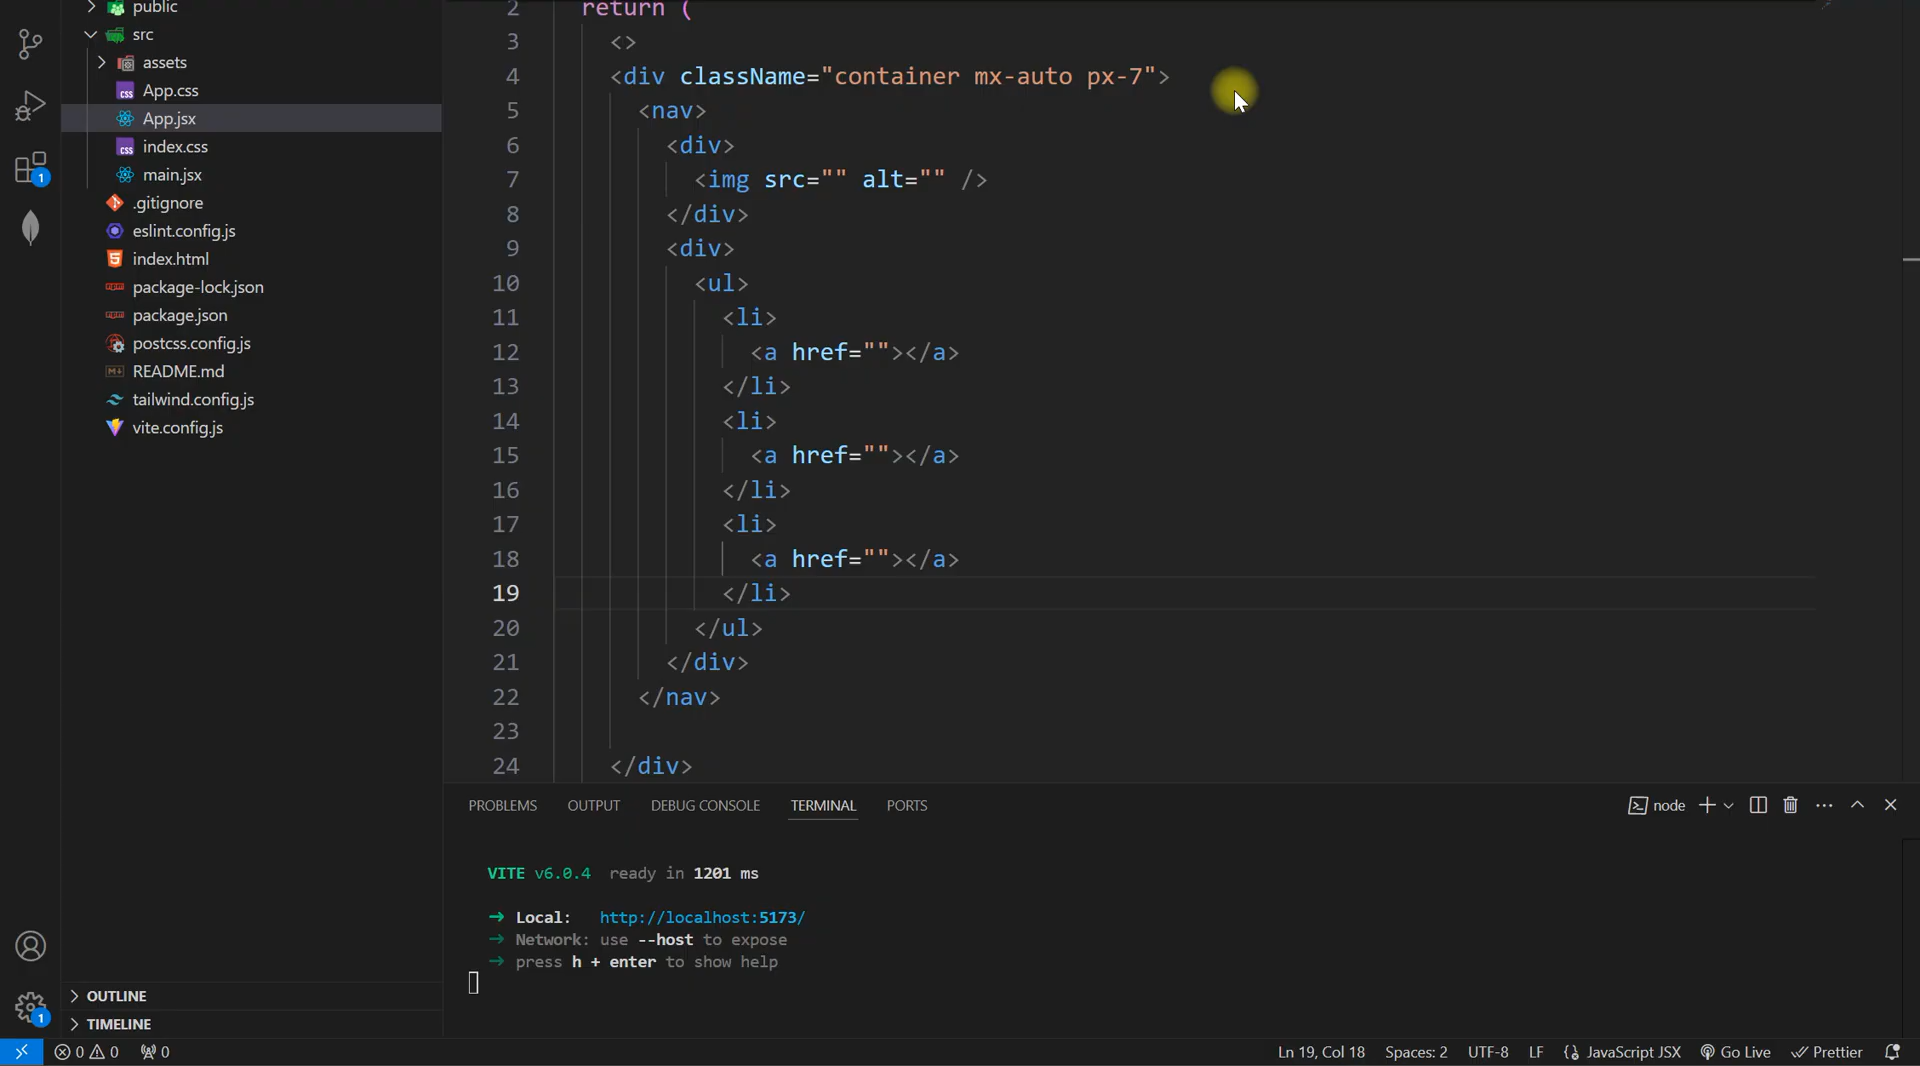 public
src
assets
App.css
App.jsx
index.css
main.jsx
.gitignore
eslint.config.js
index.html
package-lock.json
package.json
postcss.config.js
README.md
tailwind.config.js
vite.config.js
OUTLINE
TIMELINE
2 return (
3 <>
4 <div className="container mx-auto px-7">
5 <nav>
6 <div>
7 <img src="" alt="" />
8 </div>
9 <div>
10 <ul>
11 <li>
12 <a href=""></a>
13 </li>
14 <li>
15 <a href=""></a>
16 </li>
17 <li>
18 <a href=""></a>
19 </li>
20 </ul>
21 </div>
22 </nav>
23
24 </div>
PROBLEMS OUTPUT DEBUG CONSOLE TERMINAL PORTS node
VITE v6.0.4 ready in 1201 ms
➜ Local: http://localhost:5173/
➜ Network: use --host to expose
➜ press h + enter to show help
1
1
0 0 0 Ln 19, Col 18 Spaces: 2 UTF-8 LF JavaScript JSX Go Live Prettier